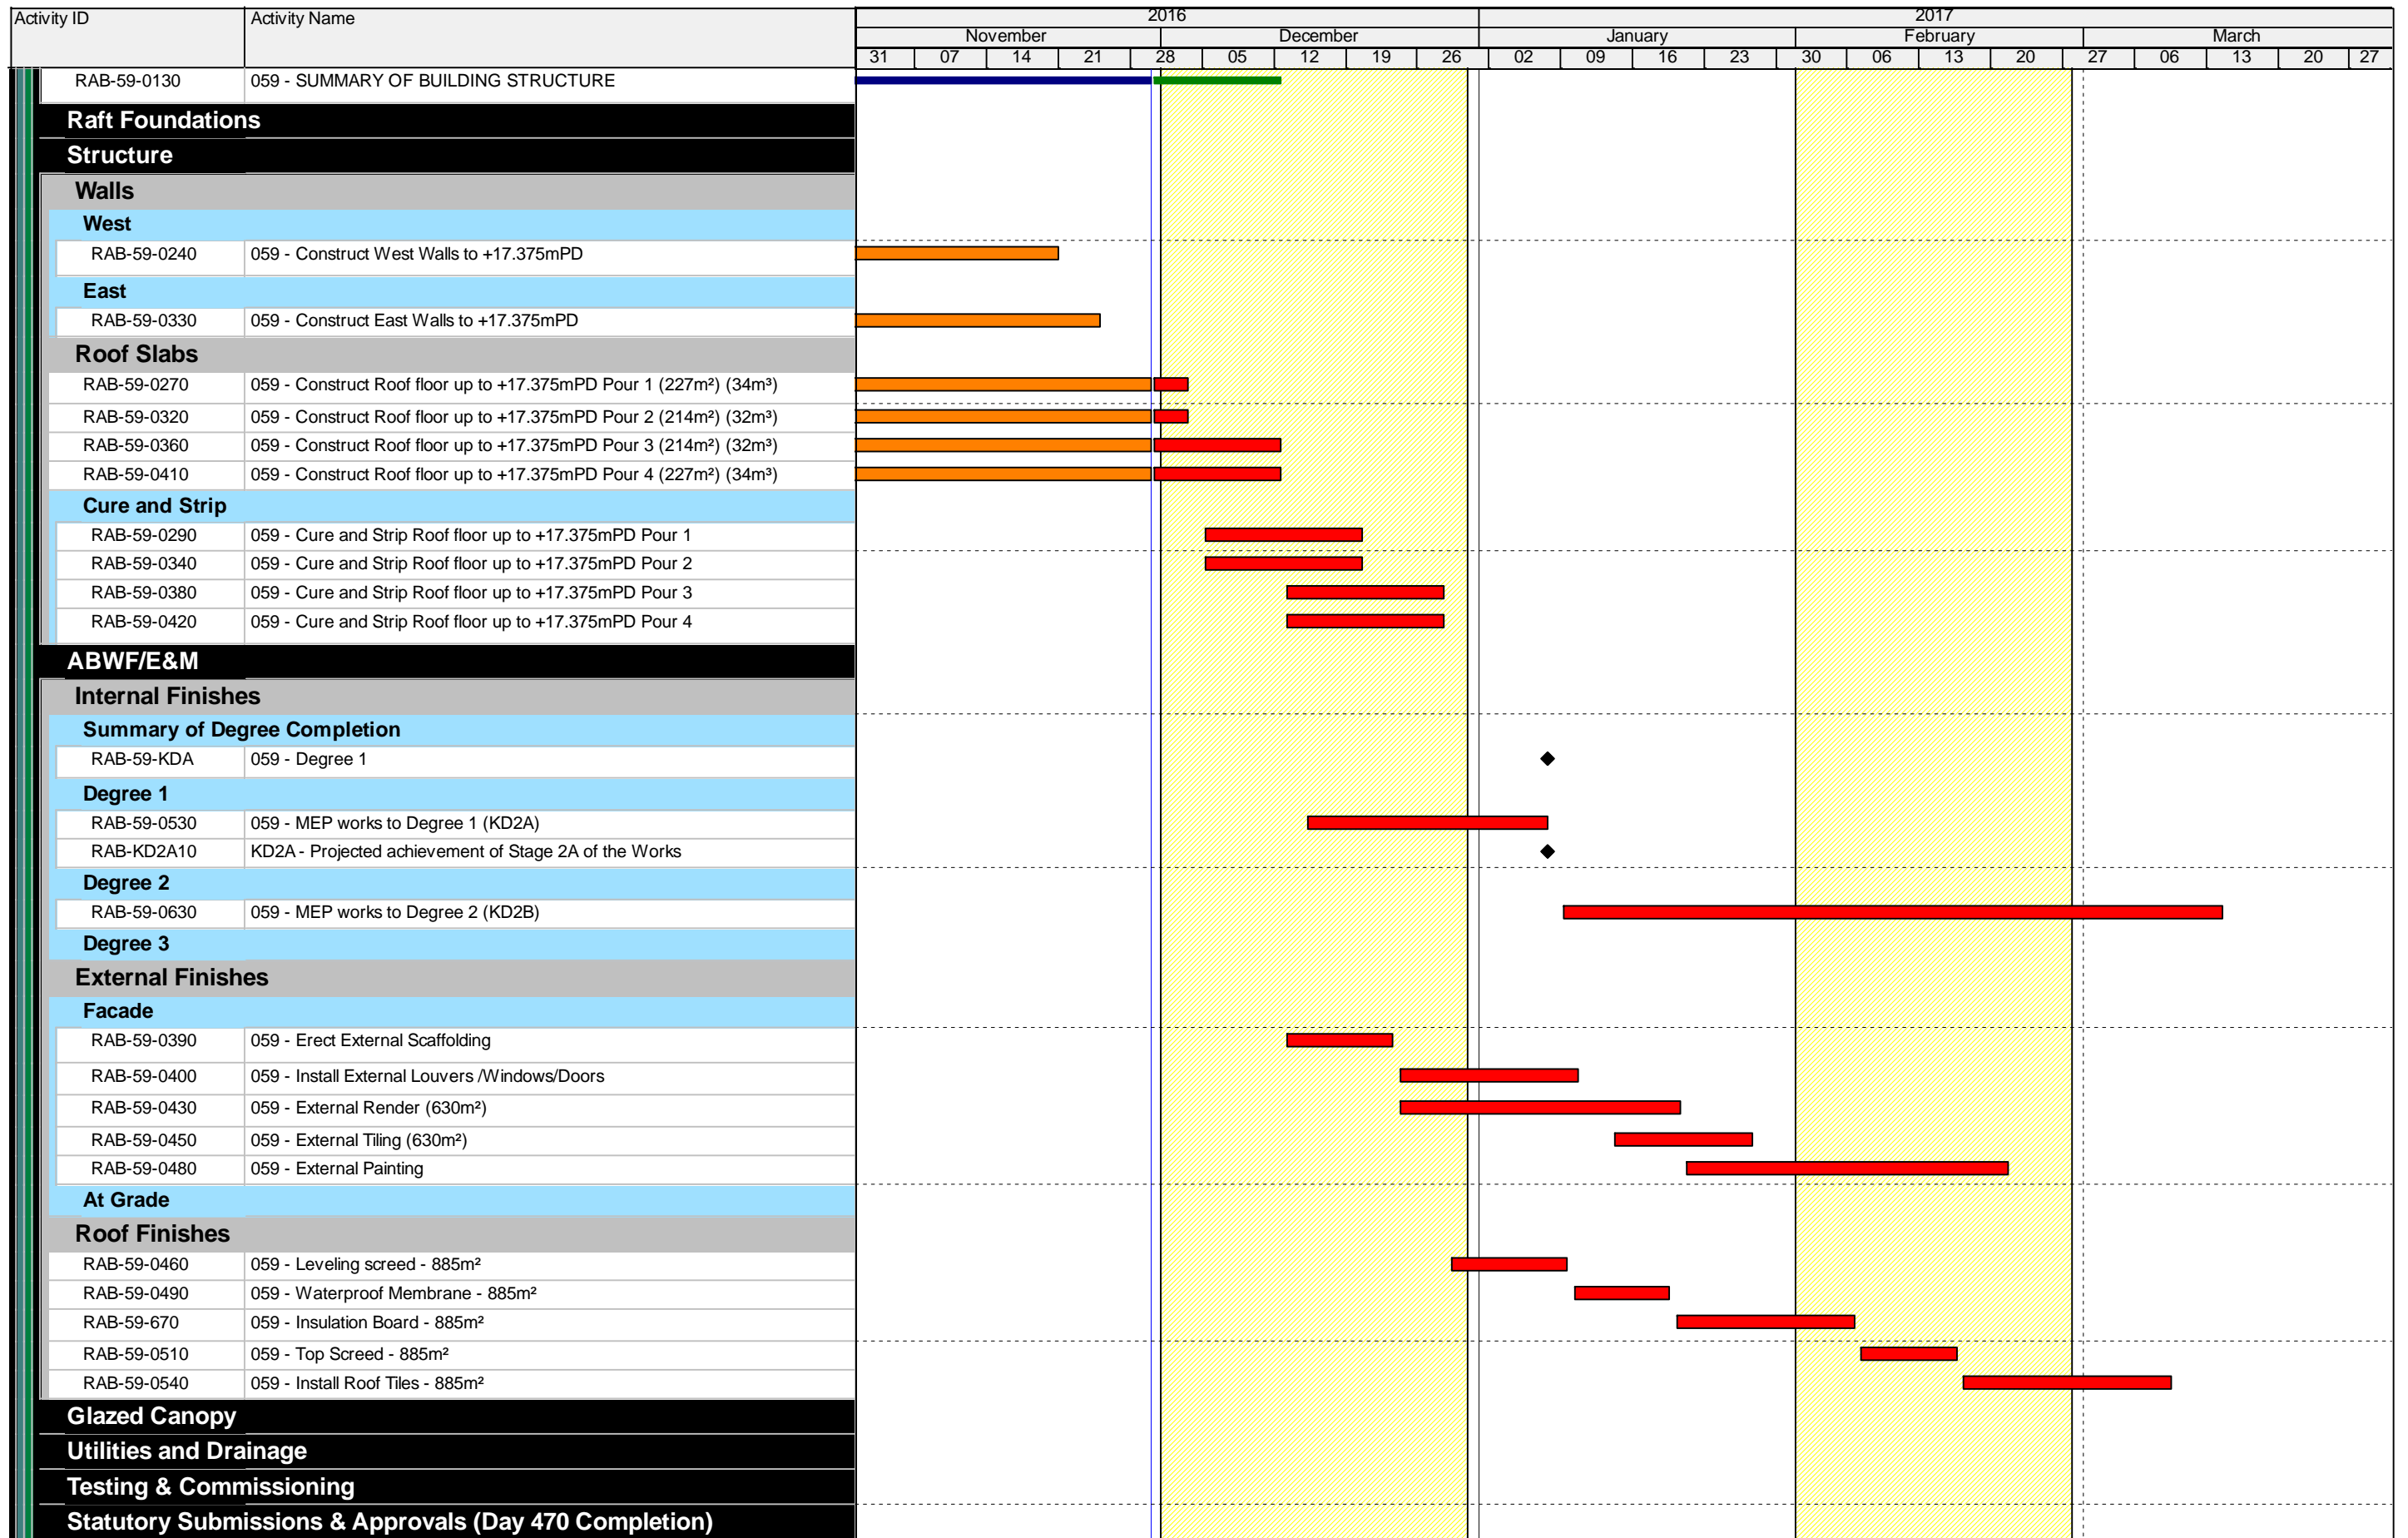 Activity ID Activity Name 2016 2017
November December January February March
31 07 14 21 28 05 12 19 26 02 09 16 23 30 06 13 20 27 06 13 20 27
RAB-59-0130 059 - SUMMARY OF BUILDING STRUCTURE
Raft Foundations
Structure
Walls
West
RAB-59-0240 059 - Construct West Walls to +17.375mPD
East
RAB-59-0330 059 - Construct East Walls to +17.375mPD
Roof Slabs
RAB-59-0270 059 - Construct Roof floor up to +17.375mPD Pour 1 (227m²) (34m³)
RAB-59-0320 059 - Construct Roof floor up to +17.375mPD Pour 2 (214m²) (32m³)
RAB-59-0360 059 - Construct Roof floor up to +17.375mPD Pour 3 (214m²) (32m³)
RAB-59-0410 059 - Construct Roof floor up to +17.375mPD Pour 4 (227m²) (34m³)
Cure and Strip
RAB-59-0290 059 - Cure and Strip Roof floor up to +17.375mPD Pour 1
RAB-59-0340 059 - Cure and Strip Roof floor up to +17.375mPD Pour 2
RAB-59-0380 059 - Cure and Strip Roof floor up to +17.375mPD Pour 3
RAB-59-0420 059 - Cure and Strip Roof floor up to +17.375mPD Pour 4
ABWF/E&M
Internal Finishes
Summary of Degree Completion
RAB-59-KDA 059 - Degree 1
Degree 1
RAB-59-0530 059 - MEP works to Degree 1 (KD2A)
RAB-KD2A10 KD2A - Projected achievement of Stage 2A of the Works
Degree 2
RAB-59-0630 059 - MEP works to Degree 2 (KD2B)
Degree 3
External Finishes
Facade
RAB-59-0390 059 - Erect External Scaffolding
RAB-59-0400 059 - Install External Louvers /Windows/Doors
RAB-59-0430 059 - External Render (630m²)
RAB-59-0450 059 - External Tiling (630m²)
RAB-59-0480 059 - External Painting
At Grade
Roof Finishes
RAB-59-0460 059 - Leveling screed - 885m²
RAB-59-0490 059 - Waterproof Membrane - 885m²
RAB-59-670 059 - Insulation Board - 885m²
RAB-59-0510 059 - Top Screed - 885m²
RAB-59-0540 059 - Install Roof Tiles - 885m²
Glazed Canopy
Utilities and Drainage
Testing & Commissioning
Statutory Submissions & Approvals (Day 470 Completion)